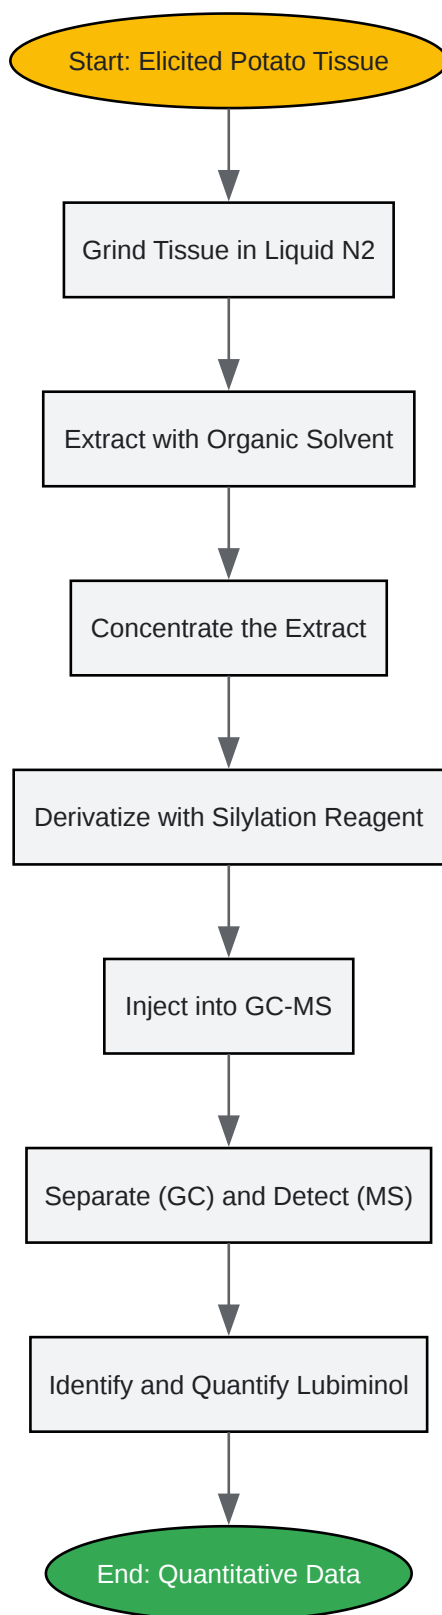 Start: Elicited Potato Tissue
Grind Tissue in Liquid N2
Extract with Organic Solvent
Concentrate the Extract
Derivatize with Silylation Reagent
Inject into GC-MS
Separate (GC) and Detect (MS)
Identify and Quantify Lubiminol
End: Quantitative Data